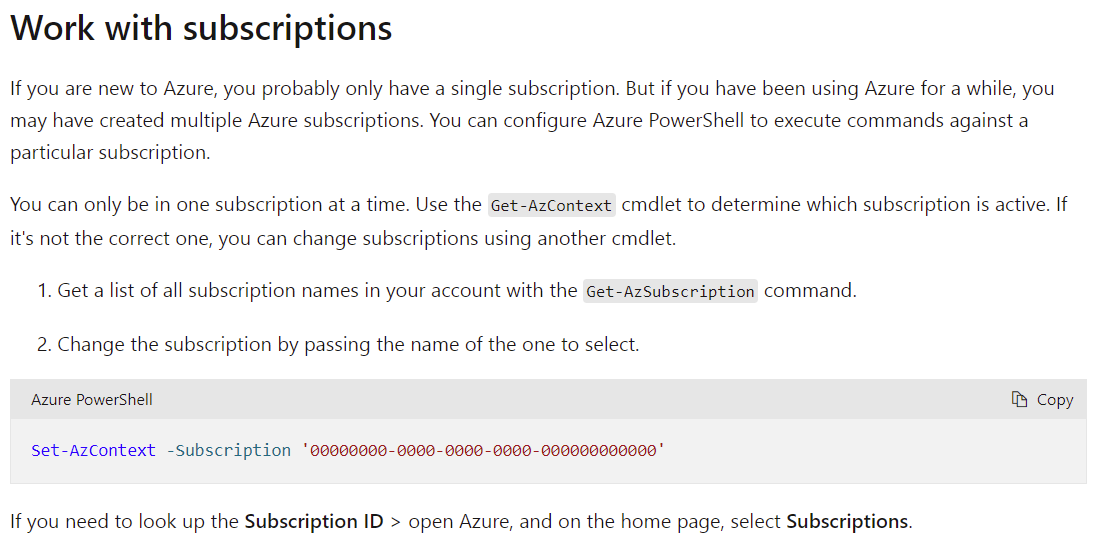 Work with subscriptions
If you are new to Azure, you probably only have a single subscription. But if you have been using Azure for a while, you
may have created multiple Azure subscriptions. You can configure Azure PowerShell to execute commands against a
particular subscription.
You can only be in one subscription at a time. Use the Get-AzContext cmdlet to determine which subscription is active. If
it's not the correct one, you can change subscriptions using another cmdlet.
1. Get a list of all subscription names in your account with the Get-AzSubscription command.
2. Change the subscription by passing the name of the one to select.
Azure PowerShell Copy
Set-AzContext -Subscription '00000000-0000-0000-0000-000000000000'
If you need to look up the Subscription ID > open Azure, and on the home page, select Subscriptions.